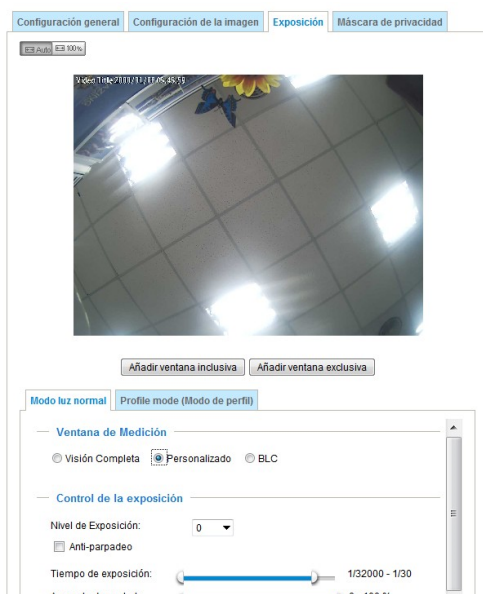 Configuración general Configuración de la imagen Exposición Máscara de privacidad
Auto 100%
Video Title
Añadir ventana inclusiva Añadir ventana exclusiva
Modo luz normal Profile mode (Modo de perfil)
Ventana de Medición
Visión Completa Personalizado BLC
Control de la exposición
Nivel de Exposición: 0
Anti-parpadeo
Tiempo de exposición: 1/32000 - 1/30